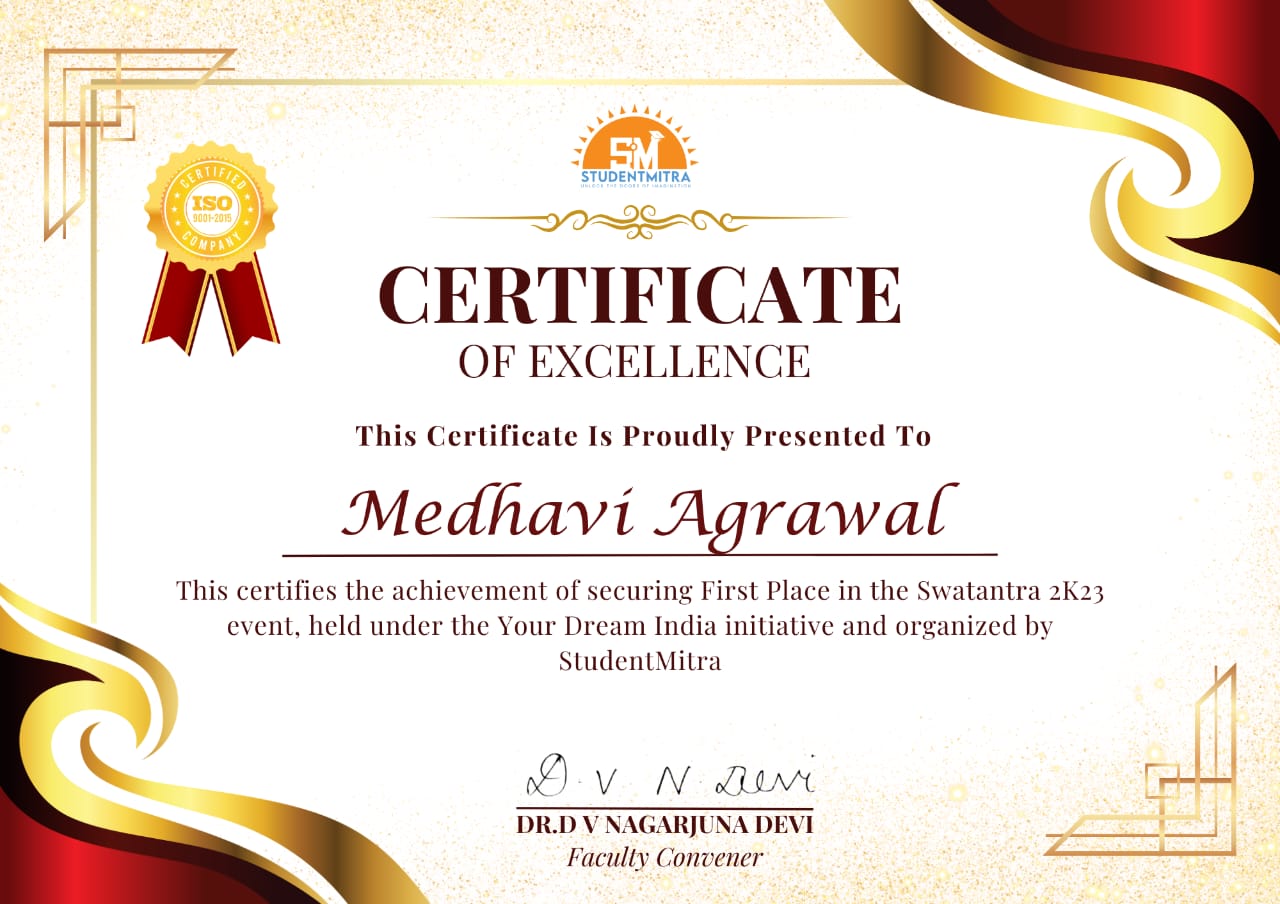 S M
STUDENTMITRA
UNLOCK THE DOORS OF IMAGINATION
CERTIFIED
ISO
9001-2015
COMPANY
CERTIFICATE
OF EXCELLENCE
This Certificate Is Proudly Presented To
Medhavi Agrawal
This certifies the achievement of securing First Place in the Swatantra 2K23
event, held under the Your Dream India initiative and organized by
StudentMitra
D. V N. Devi
DR.D V NAGARJUNA DEVI
Faculty Convener